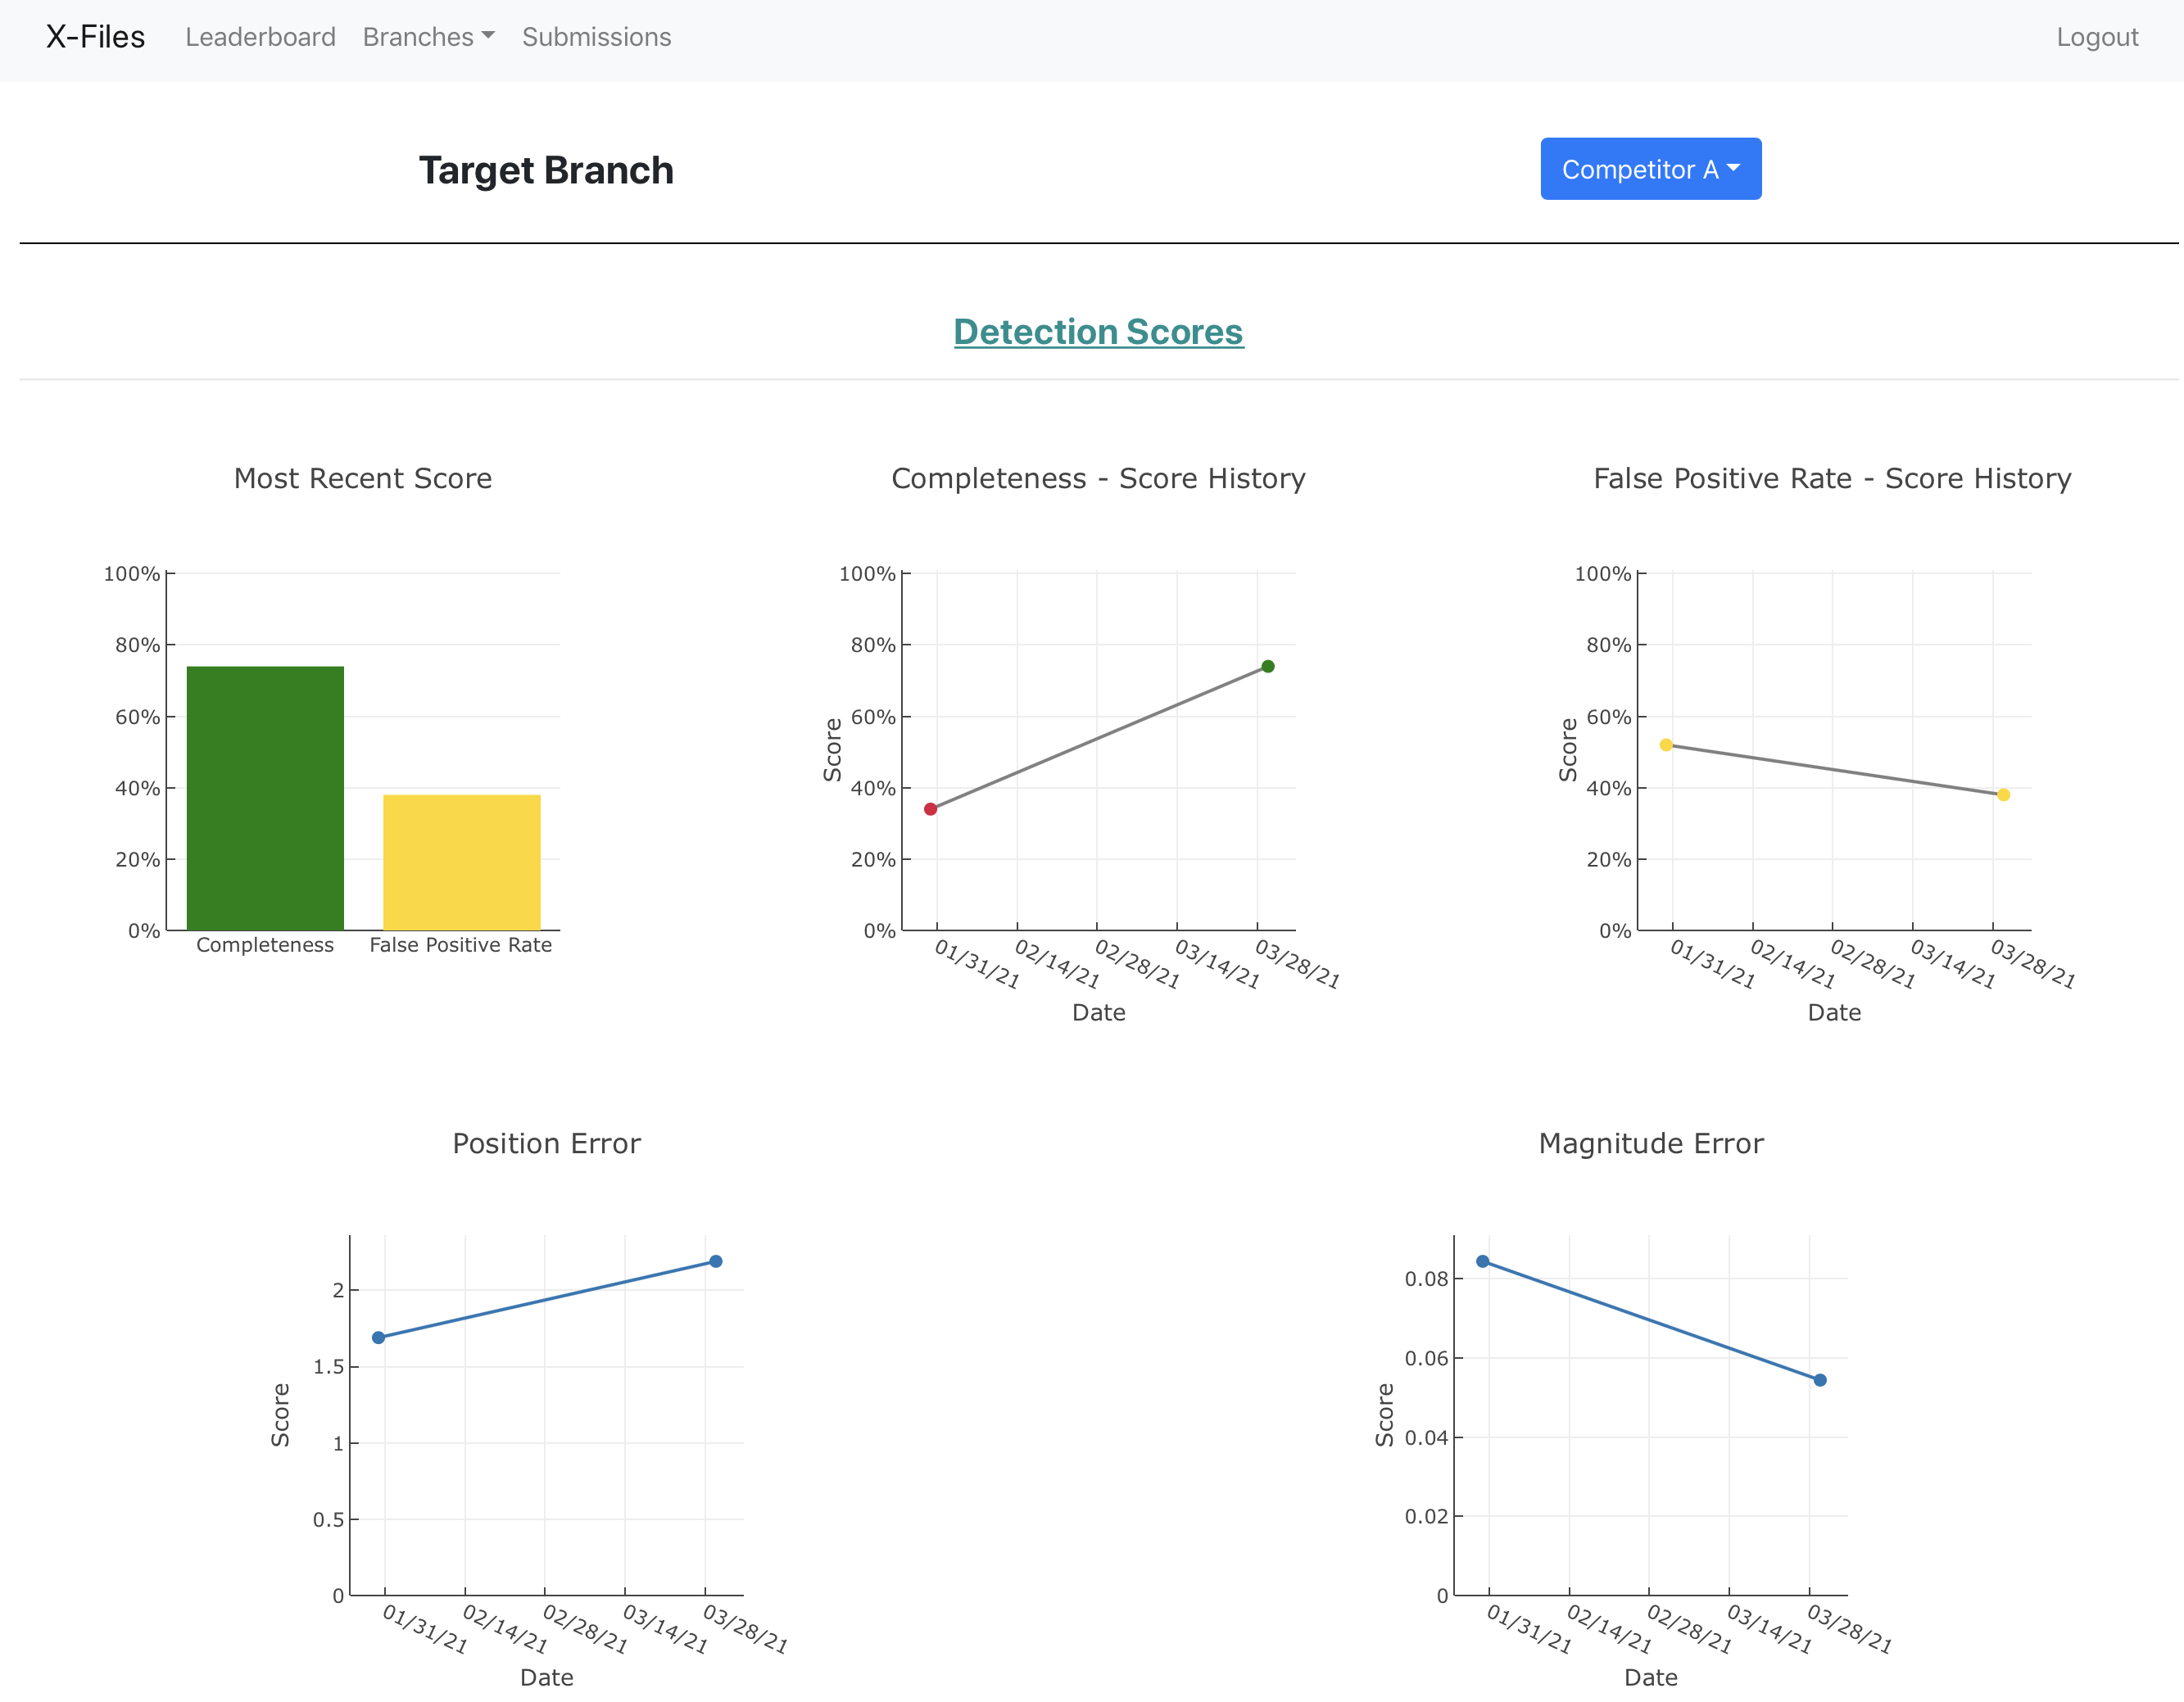 X-Files Leaderboard Branches Submissions Logout
Target Branch
Competitor A
Detection Scores
Most Recent Score
100%
80%
60%
40%
20%
0%
Completeness False Positive Rate
Completeness - Score History
Score
100%
80%
60%
40%
20%
0%
01/31/21 02/14/21 02/28/21 03/14/21 03/28/21
Date
False Positive Rate - Score History
Score
100%
80%
60%
40%
20%
0%
01/31/21 02/14/21 02/28/21 03/14/21 03/28/21
Date
Position Error
Score
2
1.5
1
0.5
0
01/31/21 02/14/21 02/28/21 03/14/21 03/28/21
Date
Magnitude Error
Score
0.08
0.06
0.04
0.02
0
01/31/21 02/14/21 02/28/21 03/14/21 03/28/21
Date